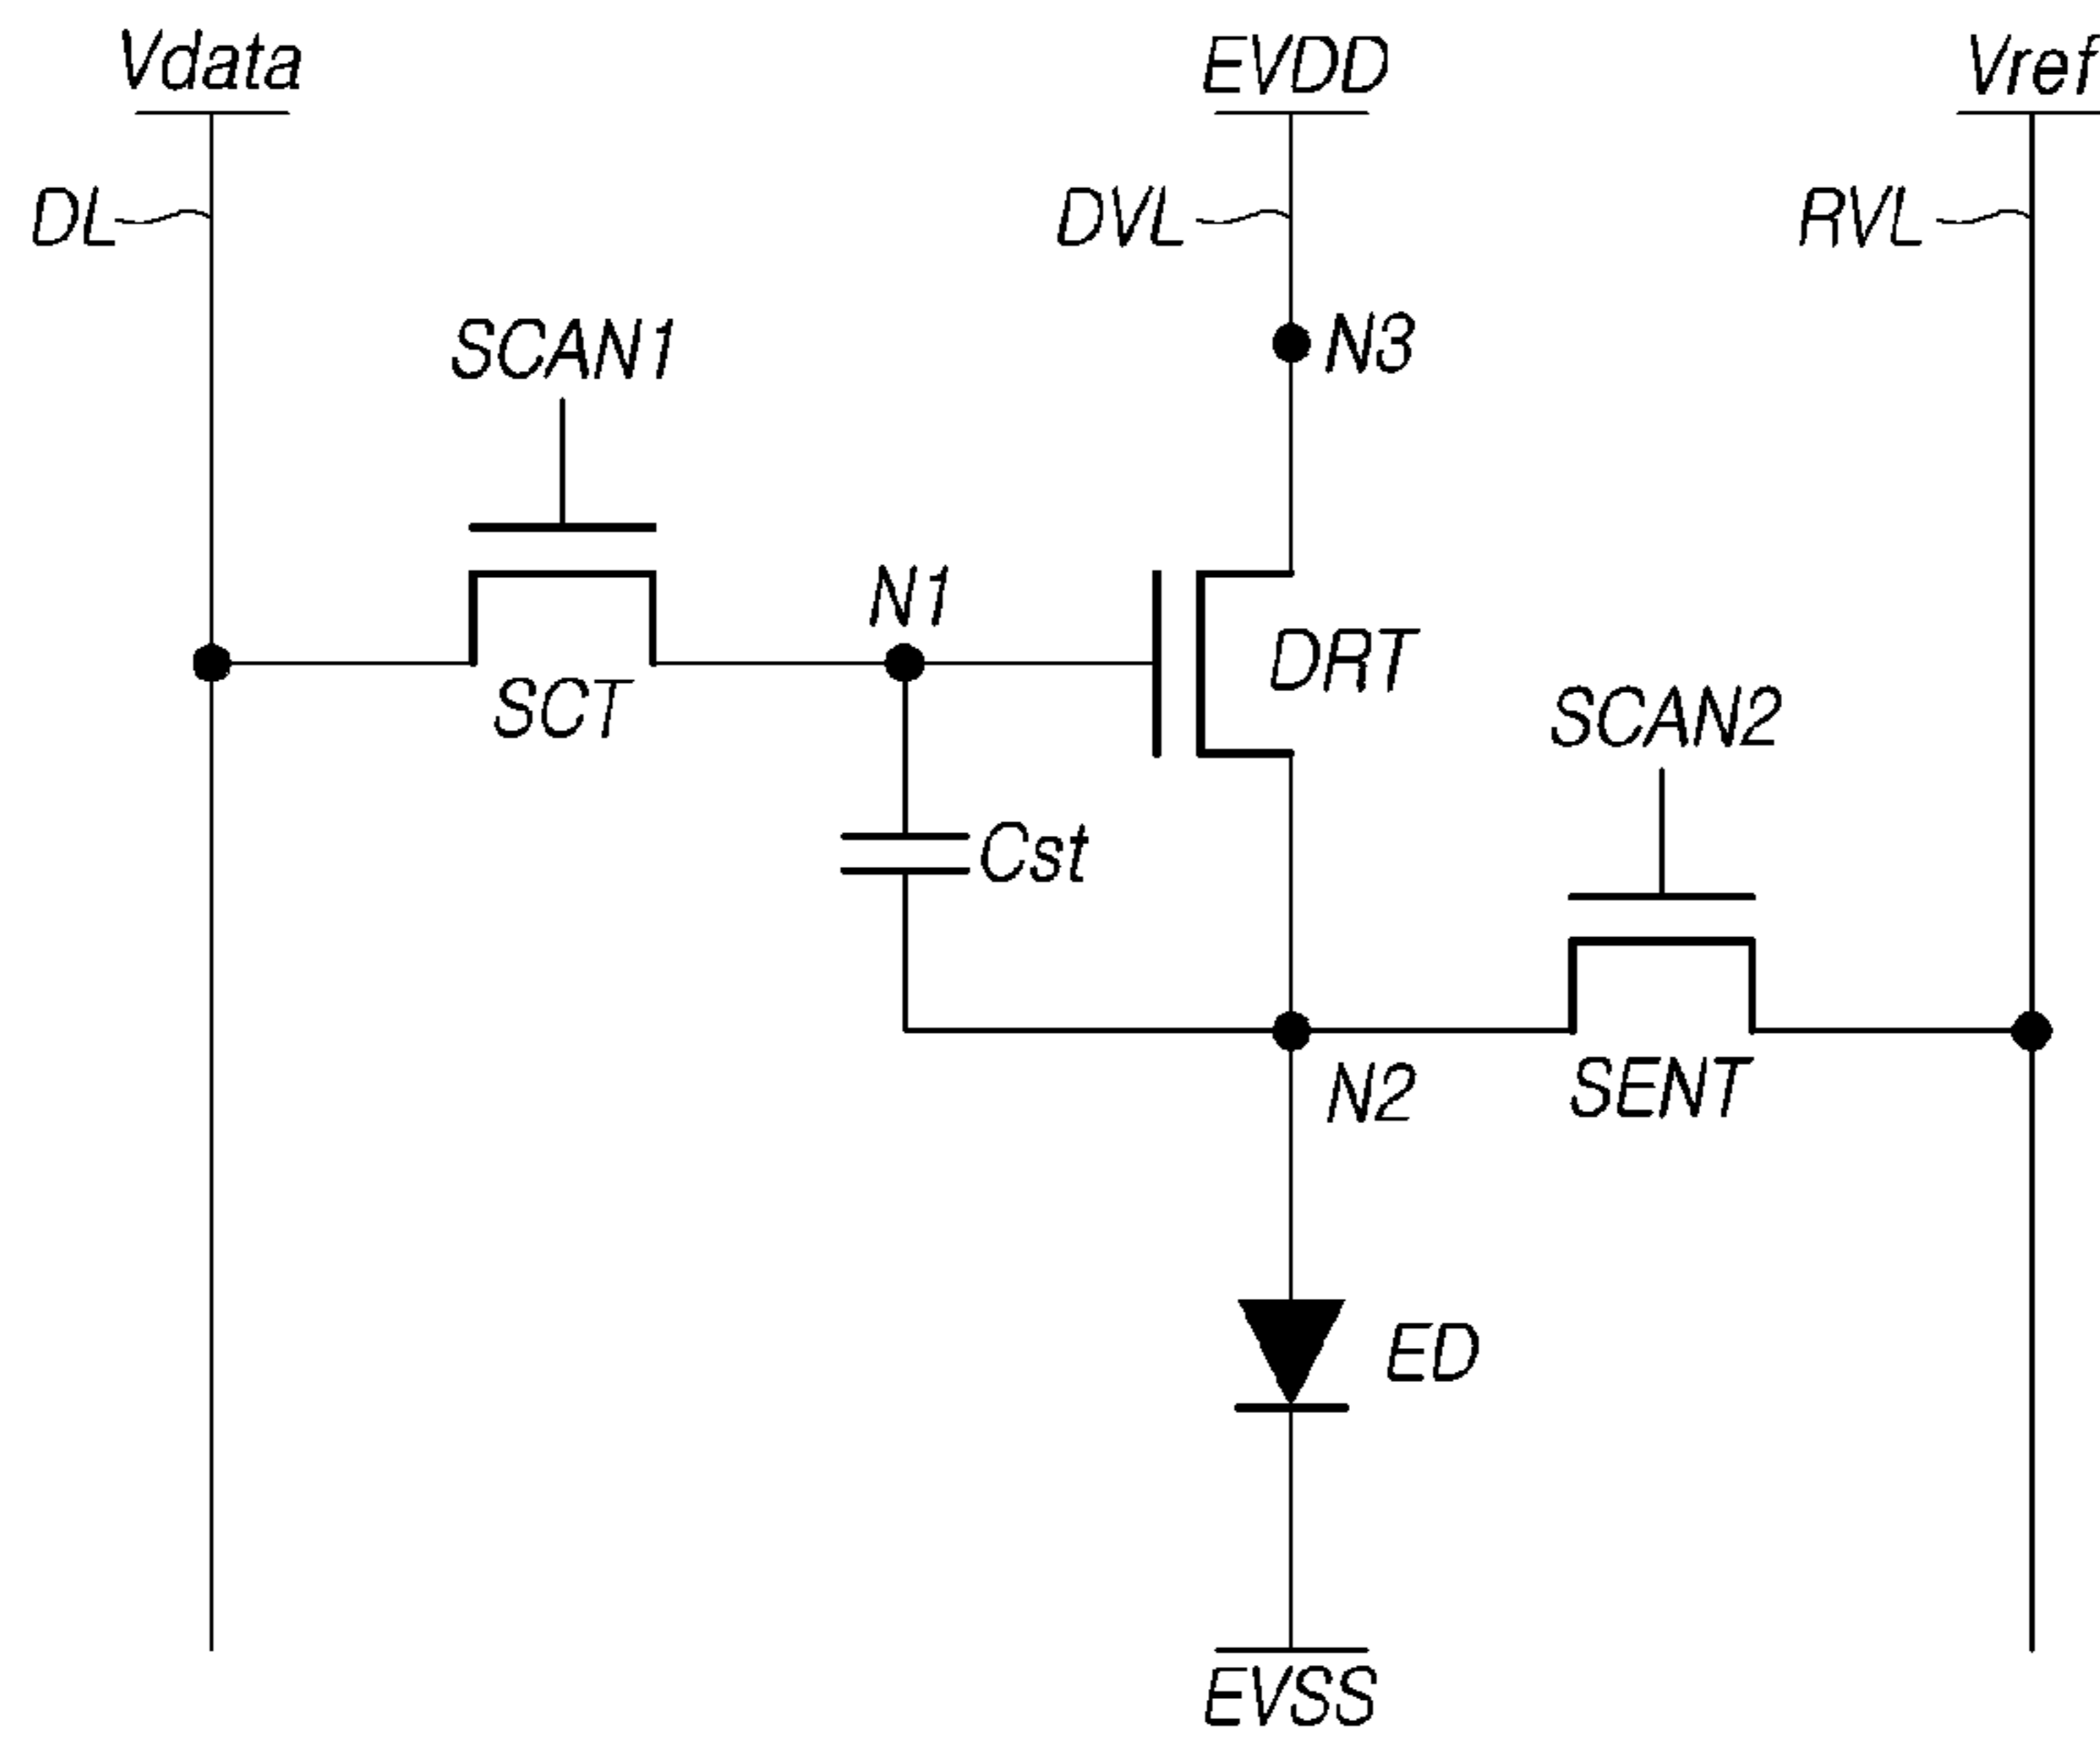 Vdata
EVDD
Vref
DL
DVL
RVL
N3
SCAN1
N1
DRT
SCT
SCAN2
Cst
N2
SENT
ED
EVSS